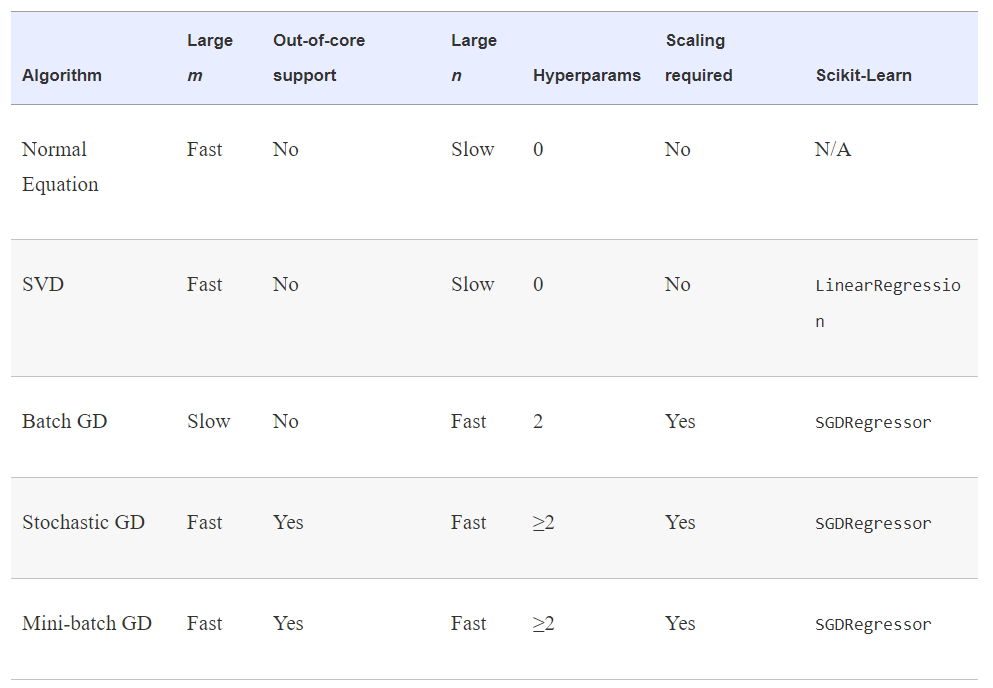 Algorithm Large m Out-of-core support Large n Hyperparams Scaling required Scikit-Learn
Normal Equation Fast No Slow 0 No N/A
SVD Fast No Slow 0 No LinearRegression
Batch GD Slow No Fast 2 Yes SGDRegressor
Stochastic GD Fast Yes Fast ≥2 Yes SGDRegressor
Mini-batch GD Fast Yes Fast ≥2 Yes SGDRegressor